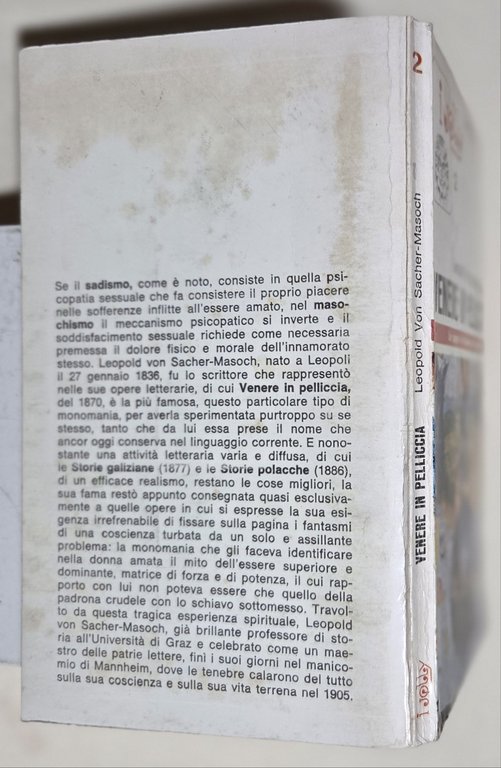 Se il sadismo, come è noto, consiste in quella psi-
copatia sessuale che fa consistere il proprio piacere
nelle sofferenze inflitte all'essere amato, nel maso-
chismo il meccanismo psicopatico si inverte e il
soddisfacimento sessuale richiede come necessaria
premessa il dolore fisico e morale dell'innamorato
stesso. Leopold von Sacher-Masoch, nato a Leopoli
il 27 gennaio 1836, fu lo scrittore che rappresentò
nelle sue opere letterarie, di cui Venere in pelliccia,
del 1870, è la più famosa, questo particolare tipo di
monomania, per averla sperimentata purtroppo su se
stesso, tanto che da lui essa prese il nome che
ancor oggi conserva nel linguaggio corrente. E nono-
stante una attività letteraria varia e diffusa, di cui
le Storie galiziane (1877) e le Storie polacche (1886),
di un efficace realismo, restano le cose migliori, la
sua fama restò appunto consegnata quasi esclusiva-
mente a quelle opere in cui si espresse la sua esi-
genza irrefrenabile di fissare sulla pagina i fantasmi
di una coscienza turbata da un solo e assillante
problema: la monomania che gli faceva identificare
nella donna amata il mito dell'essere superiore e
dominante, matrice di forza e di potenza, il cui rap-
porto con lui non poteva essere che quello della
padrona crudele con lo schiavo sottomesso. Travol-
to da questa tragica esperienza spirituale, Leopold
von Sacher-Masoch, già brillante professore di sto-
ria all'Università di Graz e celebrato come un mae-
stro delle patrie lettere, finì i suoi giorni nel manico-
mio di Mannheim, dove le tenebre calarono del tutto
sulla sua coscienza e sulla sua vita terrena nel 1905.
2
Leopold Von Sacher-Masoch
VENERE IN PELLICCIA
I JOLLY
VENERE